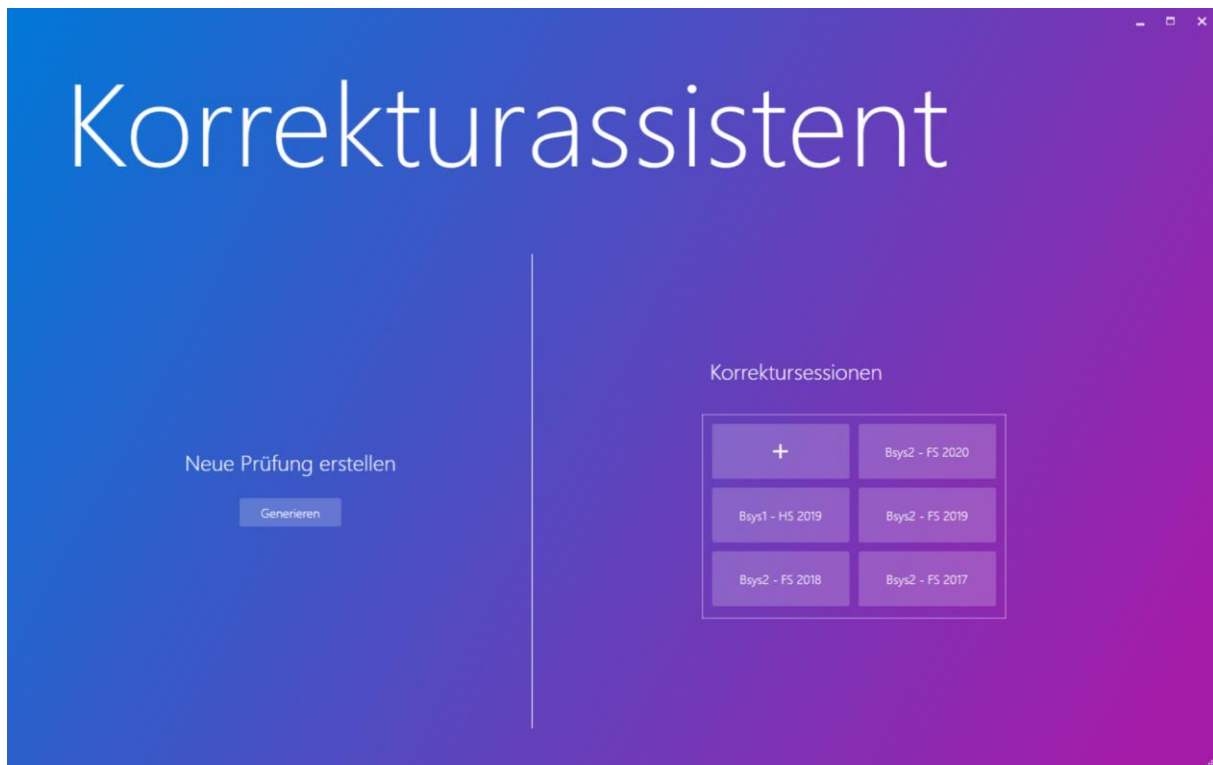 Korrekturassistent
Neue Prüfung erstellen
Generieren
Korrektursessionen
+
Bsys2 - FS 2020
Bsys1 - HS 2019
Bsys2 - FS 2019
Bsys2 - FS 2018
Bsys2 - FS 2017